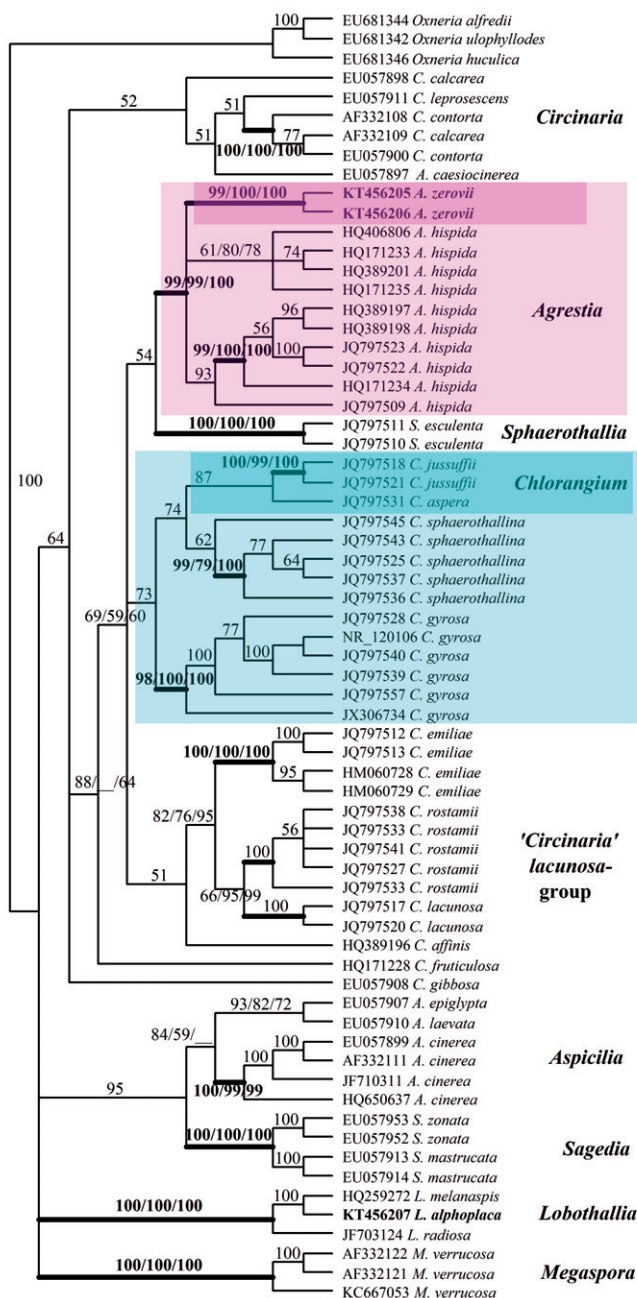 100
EU681344 Oxneria alfredii
EU681342 Oxneria ulophyllodes
EU681346 Oxneria huculica
52
EU057898 C. calcarea
51
EU057911 C. leprosescens
Circinaria
AF332108 C. contorta
51
77
AF332109 C. calcarea
100/100/100
EU057900 C. contorta
EU057897 A. caesiocinerea
99/100/100
KT456205 A. zerovii
KT456206 A. zerovii
HQ406806 A. hispida
61/80/78
74
HQ171233 A. hispida
HQ389201 A. hispida
99/99/100
HQ171235 A. hispida
Agrestia
96
HQ389197 A. hispida
56
HQ389198 A. hispida
99/100/100
100
JQ797523 A. hispida
JQ797522 A. hispida
54
93
HQ171234 A. hispida
JQ797509 A. hispida
100/100/100
JQ797511 S. esculenta
Sphaerothallia
JQ797510 S. esculenta
100/99/100
JQ797518 C. jussuffii
87
JQ797521 C. jussuffii
Chlorangium
100
JQ797531 C. aspera
74
JQ797545 C. sphaerothallina
62
77
JQ797543 C. sphaerothallina
99/79/100
64
JQ797525 C. sphaerothallina
64
JQ797537 C. sphaerothallina
73
JQ797536 C. sphaerothallina
69/59/60
JQ797528 C. gyrosa
77
NR_120106 C. gyrosa
100
100
JQ797540 C. gyrosa
98/100/100
JQ797539 C. gyrosa
JQ797557 C. gyrosa
JX306734 C. gyrosa
100/100/100
100
JQ797512 C. emiliae
JQ797513 C. emiliae
88/__/64
95
HM060728 C. emiliae
HM060729 C. emiliae
82/76/95
JQ797538 C. rostamii
56
JQ797533 C. rostamii
'Circinaria'
100
JQ797541 C. rostamii
lacunosa-
51
JQ797527 C. rostamii
group
66/95/99
JQ797533 C. rostamii
100
JQ797517 C. lacunosa
JQ797520 C. lacunosa
HQ389196 C. affinis
HQ171228 C. fruticulosa
EU057908 C. gibbosa
93/82/72
EU057907 A. epiglypta
84/59/__
EU057910 A. laevata
EU057899 A. cinerea
Aspicilia
100
100
AF332111 A. cinerea
95
JF710311 A. cinerea
100/99/99
HQ650637 A. cinerea
100
EU057953 S. zonata
100/100/100
EU057952 S. zonata
Sagedia
100
EU057913 S. mastrucata
EU057914 S. mastrucata
100/100/100
100
HQ259272 L. melanaspis
KT456207 L. alphoplaca
Lobothallia
JF703124 L. radiosa
100/100/100
100
AF332122 M. verrucosa
AF332121 M. verrucosa
Megaspora
KC667053 M. verrucosa